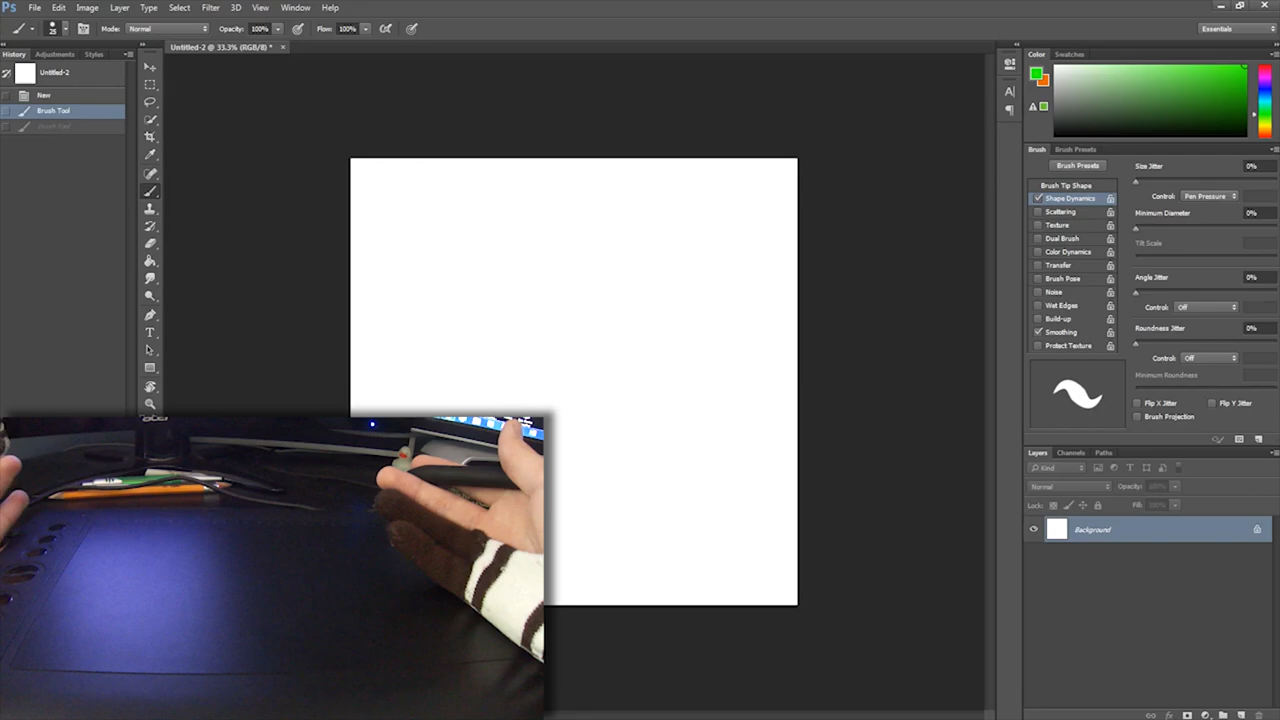 Ps File Edit Image Layer Type Select Filter 3D View Window Help
25 Mode: Normal Opacity: 100% Flow: 100% Essentials
Untitled-2 @ 33.3% (RGB/8) *
History Adjustments Styles
Untitled-2
New
Brush Tool
Color Swatches
Brush Brush Presets
Brush Presets
Brush Tip Shape
Shape Dynamics
Scattering
Texture
Dual Brush
Color Dynamics
Transfer
Brush Pose
Noise
Wet Edges
Build-up
Smoothing
Protect Texture
Size Jitter 0%
Control: Pen Pressure
Minimum Diameter 0%
Tilt Scale
Angle Jitter 0%
Control: Off
Roundness Jitter 0%
Control: Off
Minimum Roundness
Flip X Jitter Flip Y Jitter
Brush Projection
Layers Channels Paths
Kind
Normal Opacity: 100%
Lock: Fill: 100%
Background